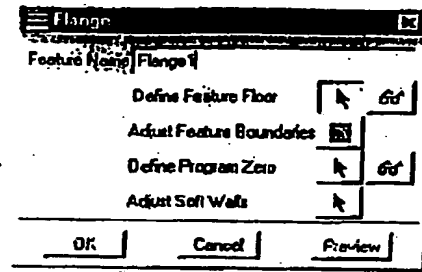 Flange
Feature Name Flange1
Define Feature Floor
Adjust Feature Boundaries
Define Program Zero
Adjust Soft Walls
OK Cancel Preview